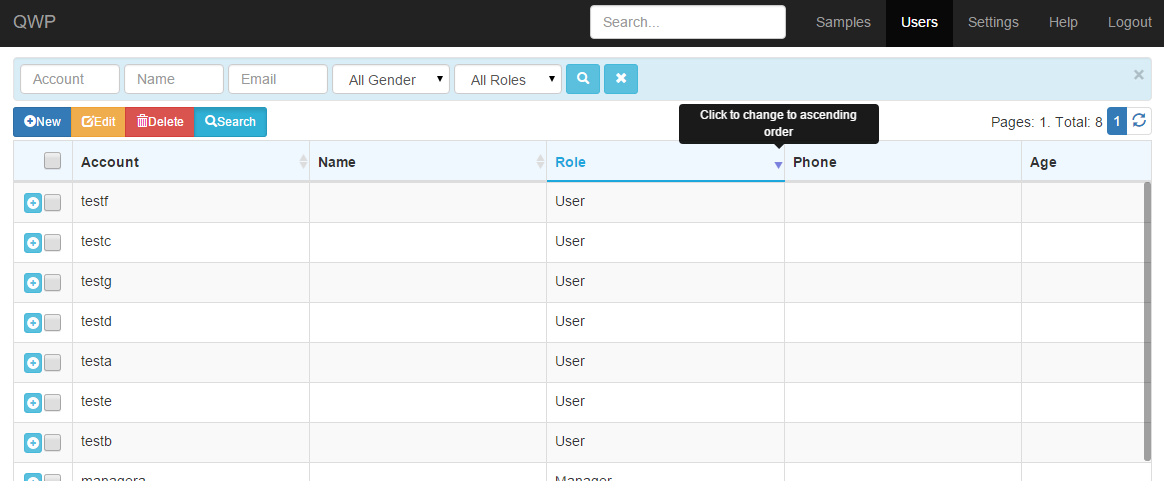 QWP Search... Samples Users Settings Help Logout
Account Name Email All Gender All Roles ×
New Edit Delete Search Pages: 1. Total: 8 1
Click to change to ascending
order
Account Name Role Phone Age
testf User
testc User
testg User
testd User
testa User
teste User
testb User
managera Manager